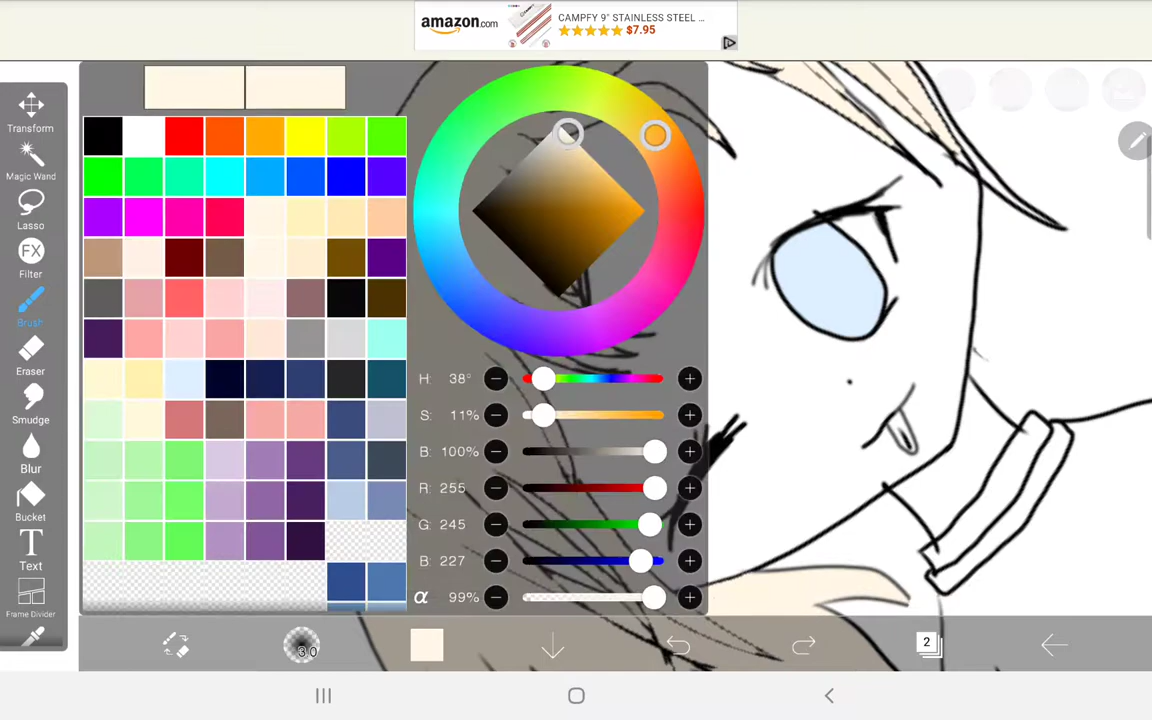 amazon.com
CAMPFY 9" STAINLESS STEEL ...
$7.95
Transform
Magic Wand
Lasso
FX
Filter
Brush
Eraser
Smudge
Blur
Bucket
T
Text
Frame Divider
H: 38°
S: 11%
B: 100%
R: 255
G: 245
B: 227
α 99%
30
2